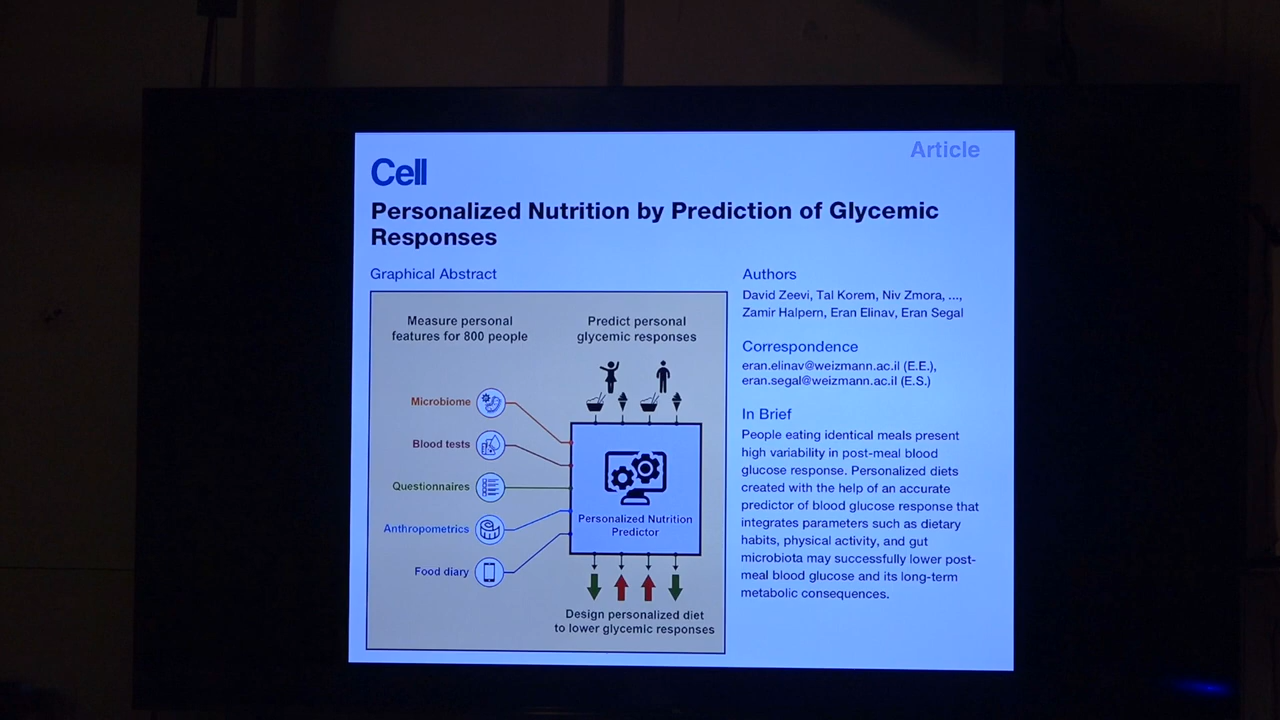 Article
Cell
Personalized Nutrition by Prediction of Glycemic
Responses
Graphical Abstract
Measure personal
features for 800 people
Predict personal
glycemic responses
Microbiome
Blood tests
Questionnaires
Anthropometrics
Food diary
Personalized Nutrition
Predictor
Design personalized diet
to lower glycemic responses
Authors
David Zeevi, Tal Korem, Niv Zmora, ...,
Zamir Halpern, Eran Elinav, Eran Segal
Correspondence
eran.elinav@weizmann.ac.il (E.E.),
eran.segal@weizmann.ac.il (E.S.)
In Brief
People eating identical meals present
high variability in post-meal blood
glucose response. Personalized diets
created with the help of an accurate
predictor of blood glucose response that
integrates parameters such as dietary
habits, physical activity, and gut
microbiota may successfully lower post-
meal blood glucose and its long-term
metabolic consequences.